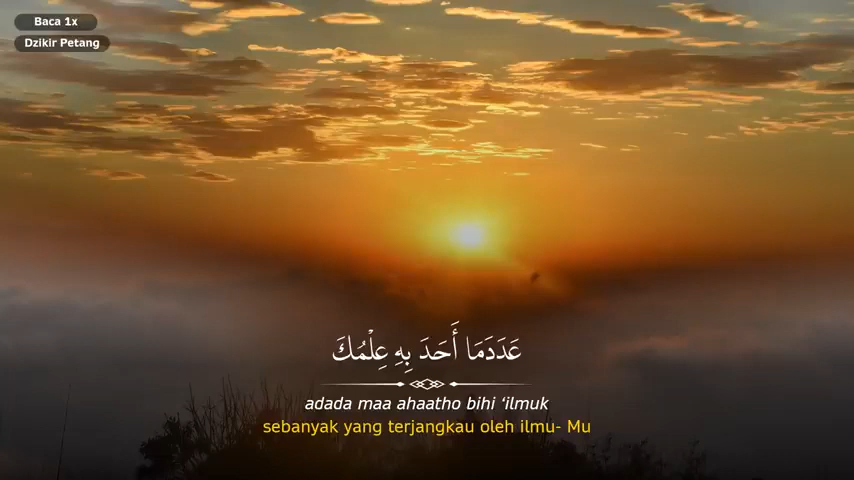 Baca 1x
Dzikir Petang
عَدَدَمَا أَحَدَ بِهِ عِلْمُكَ
adada maa ahaatho bihi ‘ilmuk
sebanyak yang terjangkau oleh ilmu- Mu